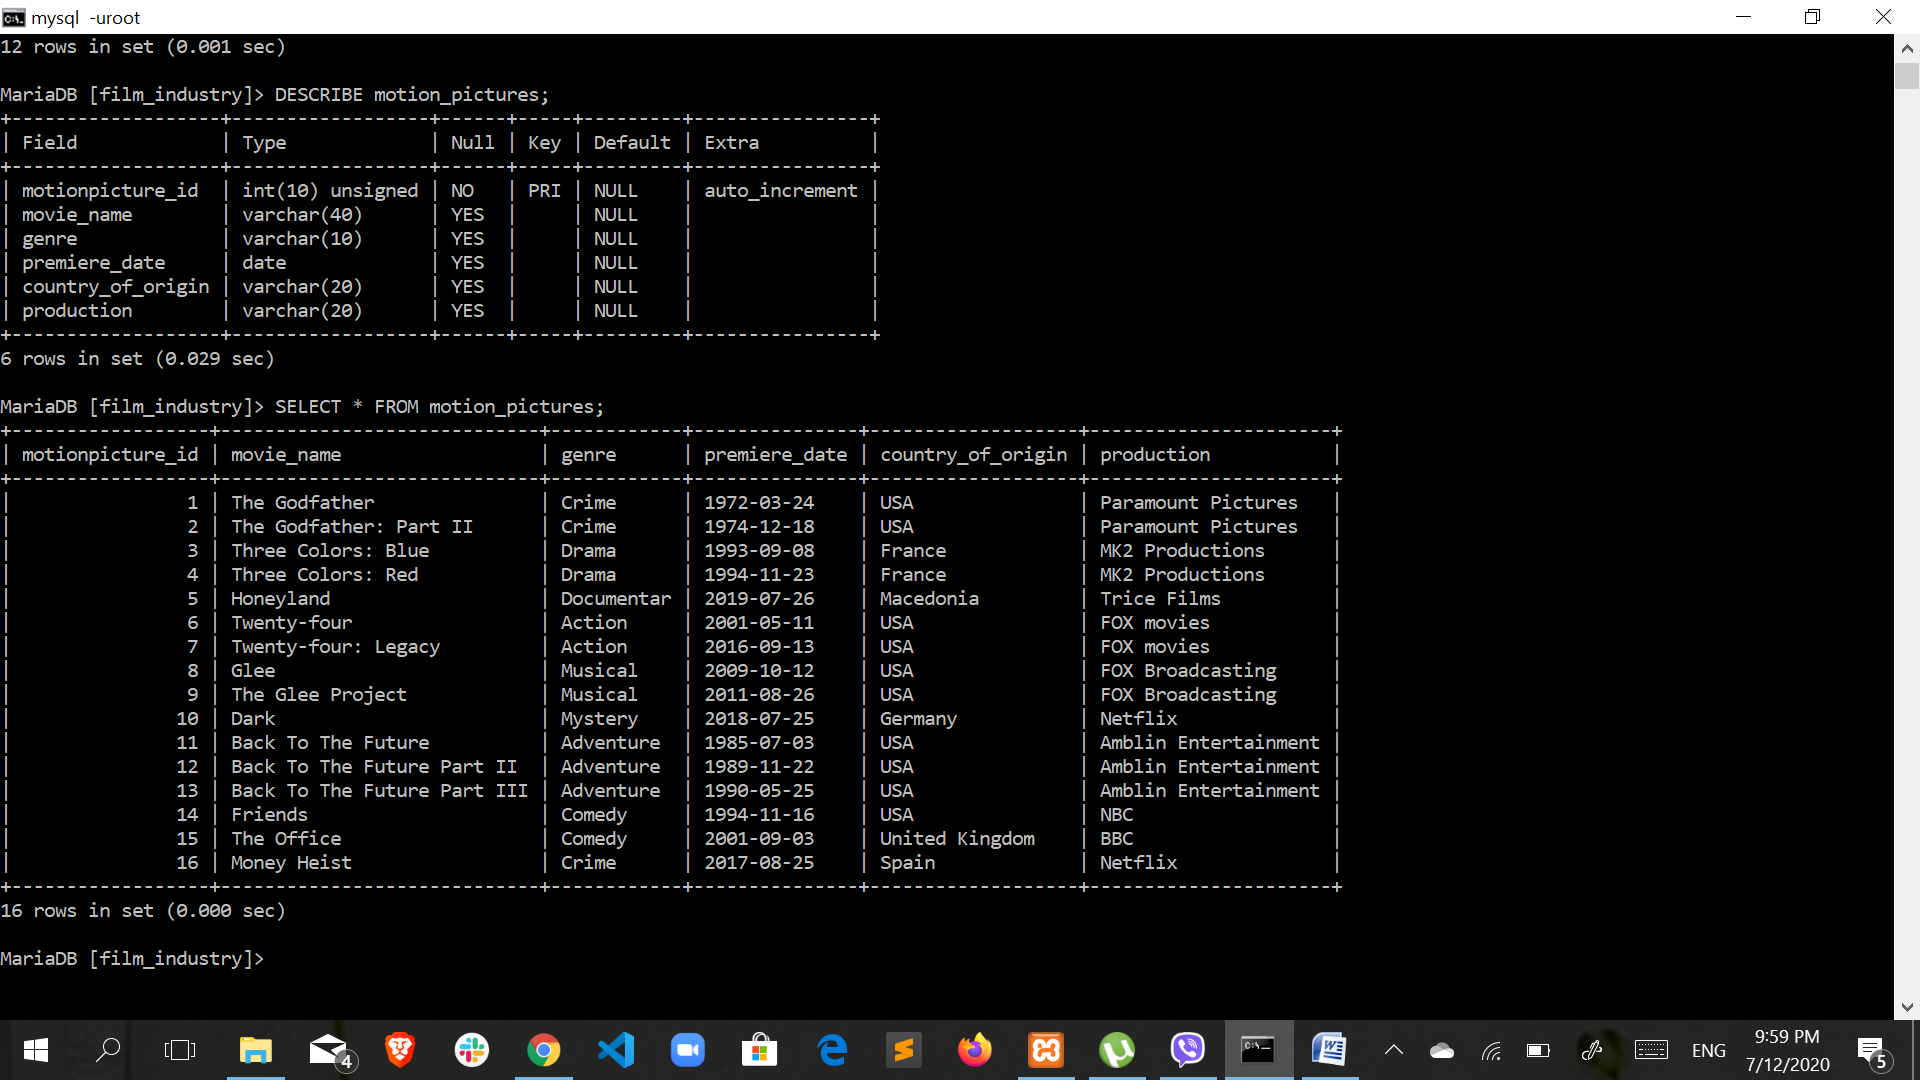 mysql  -uroot
12 rows in set (0.001 sec)
MariaDB [film_industry]> DESCRIBE motion_pictures;
+-------------------+------------------+------+-----+---------+----------------+
| Field             | Type             | Null | Key | Default | Extra          |
+-------------------+------------------+------+-----+---------+----------------+
| motionpicture_id  | int(10) unsigned | NO   | PRI | NULL    | auto_increment |
| movie_name        | varchar(40)      | YES  |     | NULL    |                |
| genre             | varchar(10)      | YES  |     | NULL    |                |
| premiere_date     | date             | YES  |     | NULL    |                |
| country_of_origin | varchar(20)      | YES  |     | NULL    |                |
| production        | varchar(20)      | YES  |     | NULL    |                |
+-------------------+------------------+------+-----+---------+----------------+
6 rows in set (0.029 sec)
MariaDB [film_industry]> SELECT * FROM motion_pictures;
+------------------+-----------------------------+------------+---------------+-------------------+----------------------+
| motionpicture_id | movie_name                  | genre      | premiere_date | country_of_origin | production           |
+------------------+-----------------------------+------------+---------------+-------------------+----------------------+
|                1 | The Godfather               | Crime      | 1972-03-24    | USA               | Paramount Pictures   |
|                2 | The Godfather: Part II      | Crime      | 1974-12-18    | USA               | Paramount Pictures   |
|                3 | Three Colors: Blue          | Drama      | 1993-09-08    | France            | MK2 Productions      |
|                4 | Three Colors: Red           | Drama      | 1994-11-23    | France            | MK2 Productions      |
|                5 | Honeyland                   | Documentar | 2019-07-26    | Macedonia         | Trice Films          |
|                6 | Twenty-four                 | Action     | 2001-05-11    | USA               | FOX movies           |
|                7 | Twenty-four: Legacy         | Action     | 2016-09-13    | USA               | FOX movies           |
|                8 | Glee                        | Musical    | 2009-10-12    | USA               | FOX Broadcasting     |
|                9 | The Glee Project            | Musical    | 2011-08-26    | USA               | FOX Broadcasting     |
|               10 | Dark                        | Mystery    | 2018-07-25    | Germany           | Netflix              |
|               11 | Back To The Future          | Adventure  | 1985-07-03    | USA               | Amblin Entertainment |
|               12 | Back To The Future Part II  | Adventure  | 1989-11-22    | USA               | Amblin Entertainment |
|               13 | Back To The Future Part III | Adventure  | 1990-05-25    | USA               | Amblin Entertainment |
|               14 | Friends                     | Comedy     | 1994-11-16    | USA               | NBC                  |
|               15 | The Office                  | Comedy     | 2001-09-03    | United Kingdom    | BBC                  |
|               16 | Money Heist                 | Crime      | 2017-08-25    | Spain             | Netflix              |
+------------------+-----------------------------+------------+---------------+-------------------+----------------------+
16 rows in set (0.000 sec)
MariaDB [film_industry]>
4
ENG
9:59 PM
7/12/2020
5